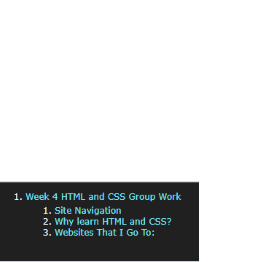 1. Week 4 HTML and CSS Group Work
1. Site Navigation
2. Why learn HTML and CSS?
3. Websites That I Go To: